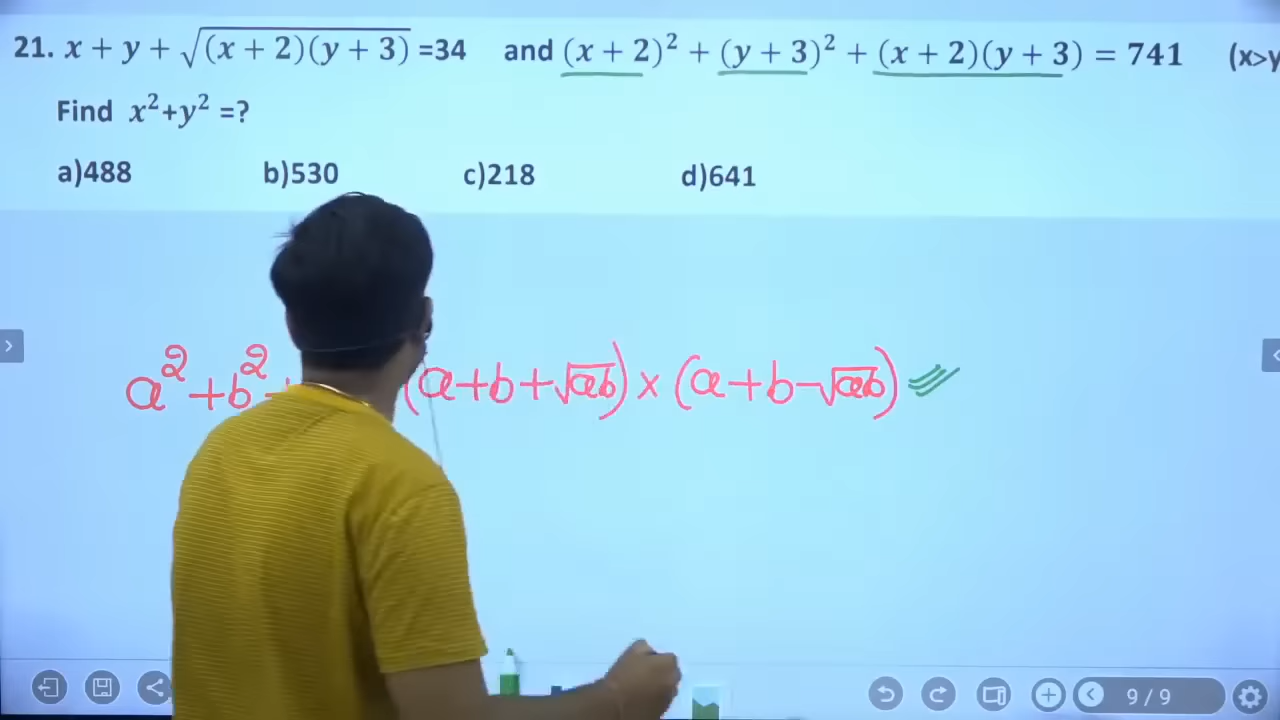 21. x + y + √(x + 2)(y + 3) =34 and (x + 2)² + (y + 3)² + (x + 2)(y + 3) = 741 (x>y
Find x²+y² =?
a)488 b)530 c)218 d)641
a² + b² (a+b+√ab) × (a+b-√ab)
9 / 9